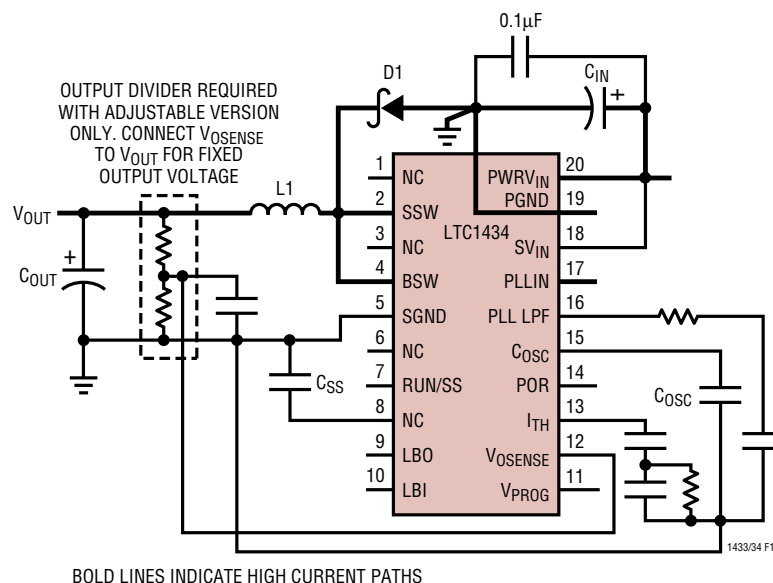 0.1µF
D1
CIN
+
OUTPUT DIVIDER REQUIRED
WITH ADJUSTABLE VERSION
ONLY. CONNECT VOSENSE
TO VOUT FOR FIXED
OUTPUT VOLTAGE
L1
VOUT
+
COUT
CSS
LTC1434
1 NC
2 SSW
3 NC
4 BSW
5 SGND
6 NC
7 RUN/SS
8 NC
9 LBO
10 LBI
PWRVIN 20
PGND 19
SVIN 18
PLLIN 17
PLL LPF 16
COSC 15
POR 14
ITH 13
VOSENSE 12
VPROG 11
COSC
1433/34 F1
BOLD LINES INDICATE HIGH CURRENT PATHS